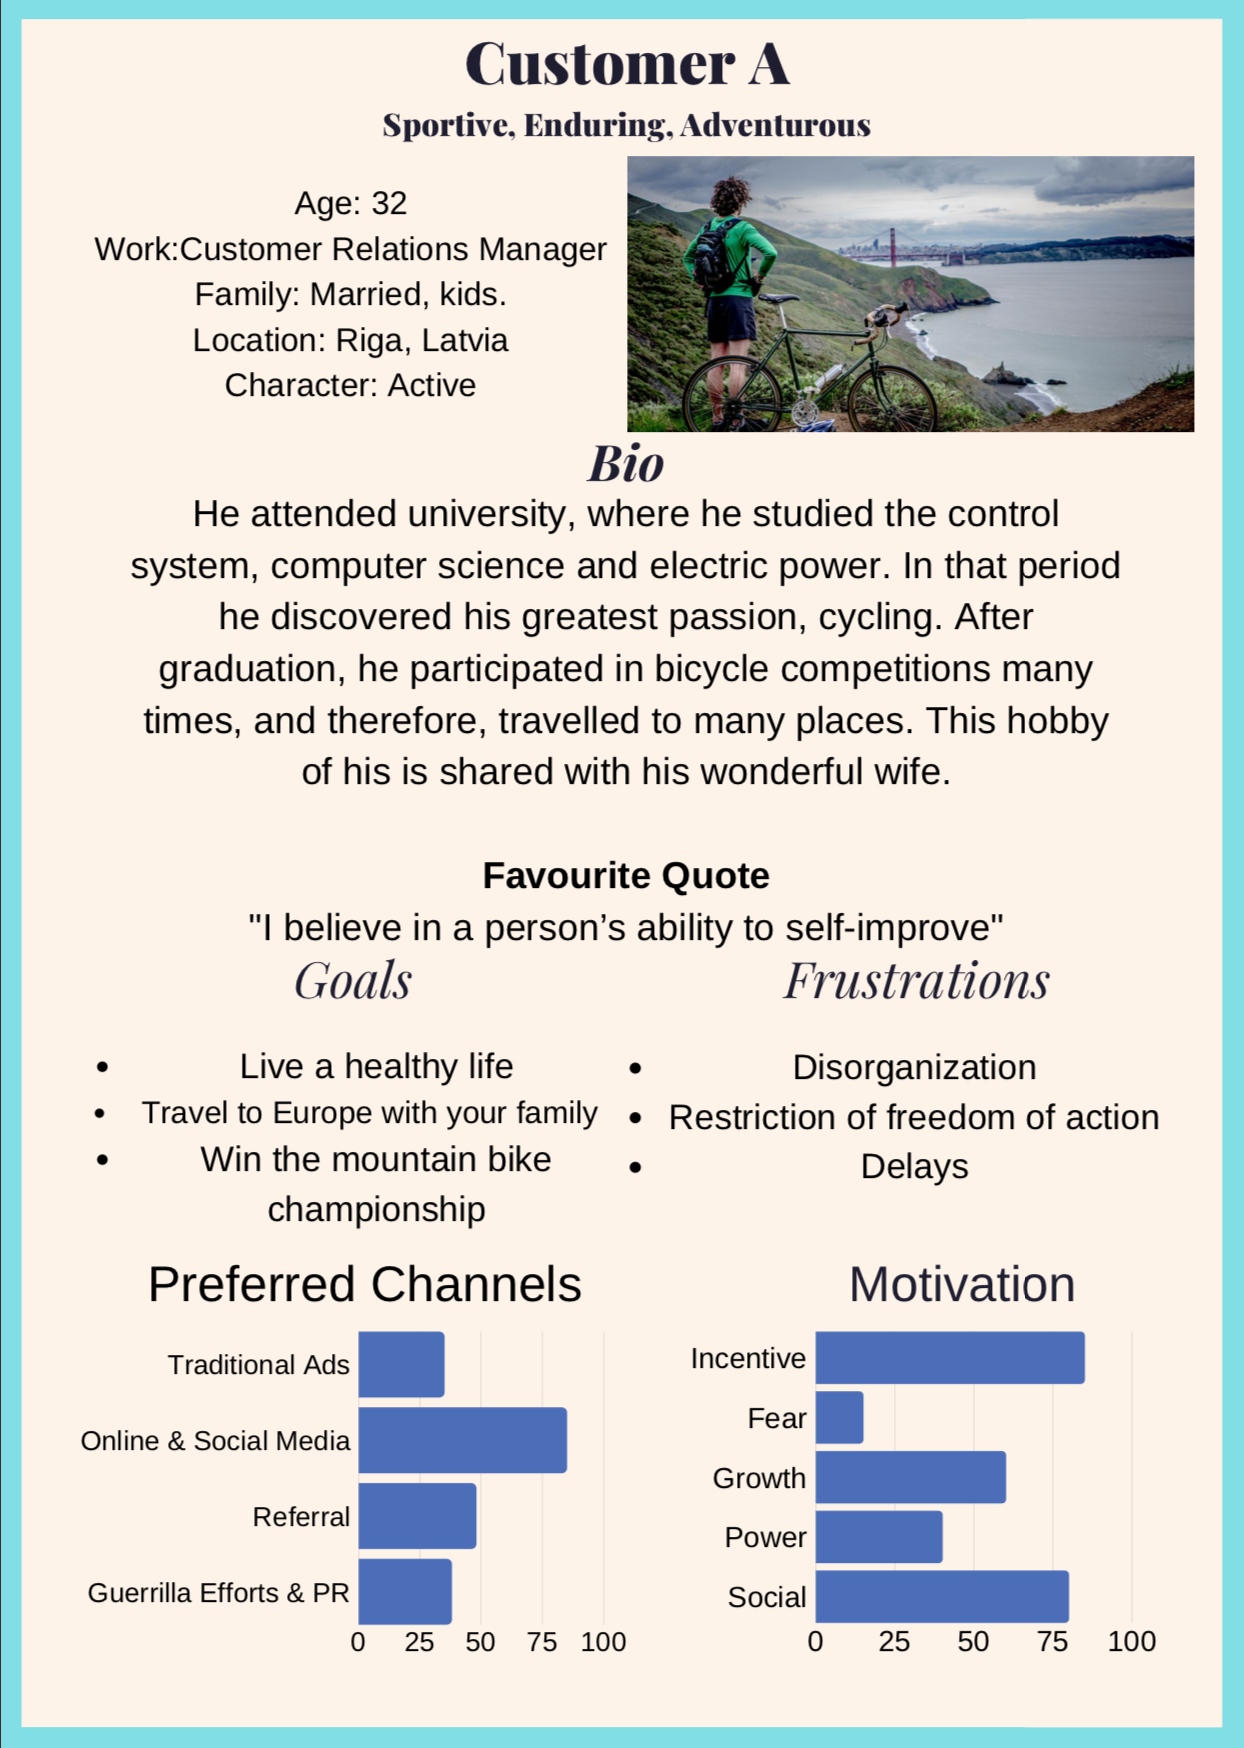 Customer A
Sportive, Enduring, Adventurous
Age: 32
Work:Customer Relations Manager
Family: Married, kids.
Location: Riga, Latvia
Character: Active
Bio
He attended university, where he studied the control
system, computer science and electric power. In that period
he discovered his greatest passion, cycling. After
graduation, he participated in bicycle competitions many
times, and therefore, travelled to many places. This hobby
of his is shared with his wonderful wife.
Favourite Quote
"I believe in a person’s ability to self-improve"
Goals
• Live a healthy life
• Travel to Europe with your family
• Win the mountain bike
championship
Frustrations
• Disorganization
• Restriction of freedom of action
• Delays
Preferred Channels
Traditional Ads
Online & Social Media
Referral
Guerrilla Efforts & PR
0 25 50 75 100
Motivation
Incentive
Fear
Growth
Power
Social
0 25 50 75 100